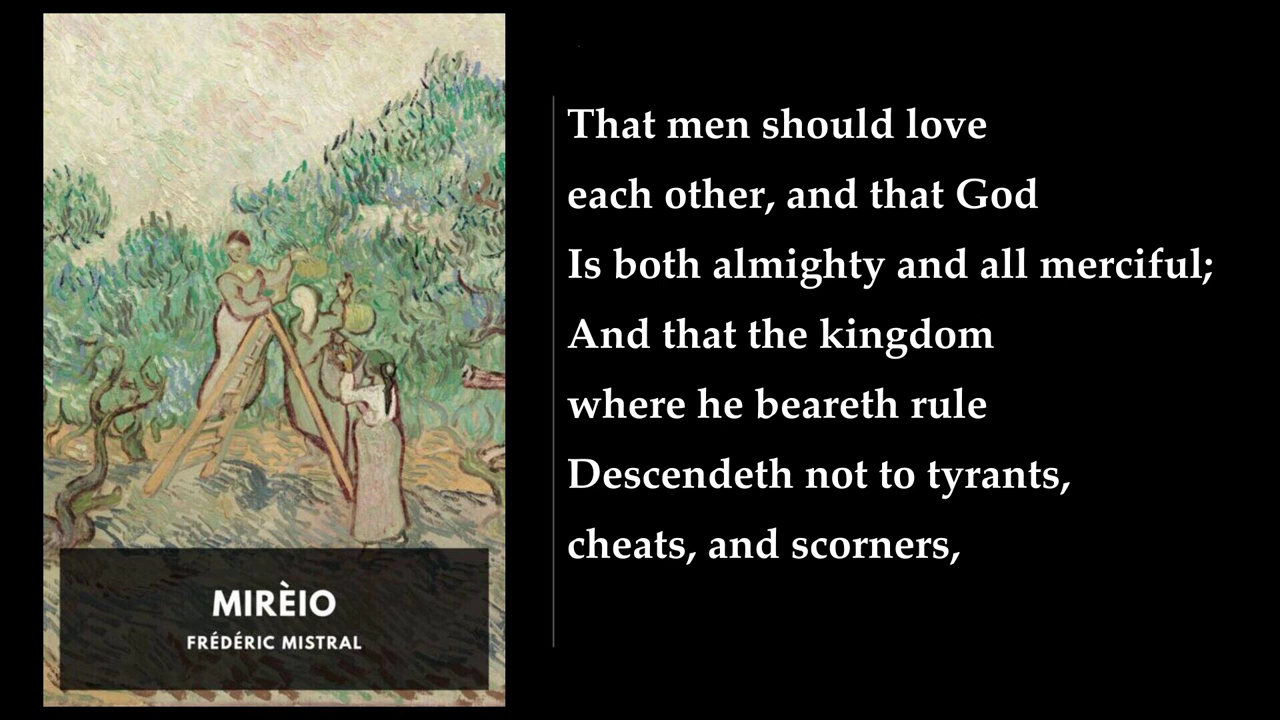 MIRÈIO
FRÉDÉRIC MISTRAL
That men should love
each other, and that God
Is both almighty and all merciful;
And that the kingdom
where he beareth rule
Descendeth not to tyrants,
cheats, and scorners,